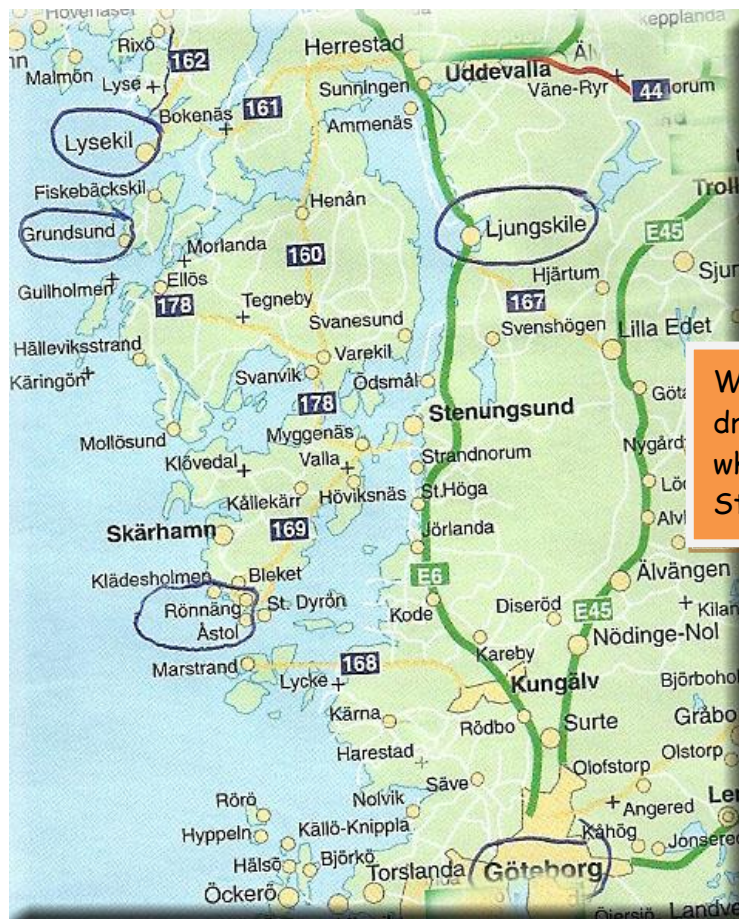 Rixö
Malmön
162
Lyse
Herrestad
Uddevalla
Väne-Ryr
44
Sunningen
Bokenäs
161
Ammenäs
Lysekil
Fiskebäckskil
Henån
Grundsund
Ljungskile
E45
Morlanda
160
Hjärtum
Gullholmen
Ellös
178
Tegneby
167
Svanesund
Svenshögen
Lilla Edet
Hälleviksstrand
Varekil
Käringön
Svanvik
Ödsmål
178
Stenungsund
Mollösund
Myggenäs
Klövedal
Valla
Strandnorum
Kållekärr
Höviksnäs
St.Höga
Skärhamn
169
Jörlanda
Klädesholmen
Bleket
E6
Älvängen
Rönnäng
St. Dyrön
Kode
Diseröd
E45
Åstol
Nödinge-Nol
Kareby
Marstrand
168
Lycke
Kungälv
Kärna
Rödbo
Surte
Gråbo
Harestad
Olstorp
Säve
Olofstorp
Rörö
Nolvik
Angered
Hyppeln
Källö-Knippla
Kåhög
Hälsö
Björkö
Torslanda
Göteborg
Öckerö